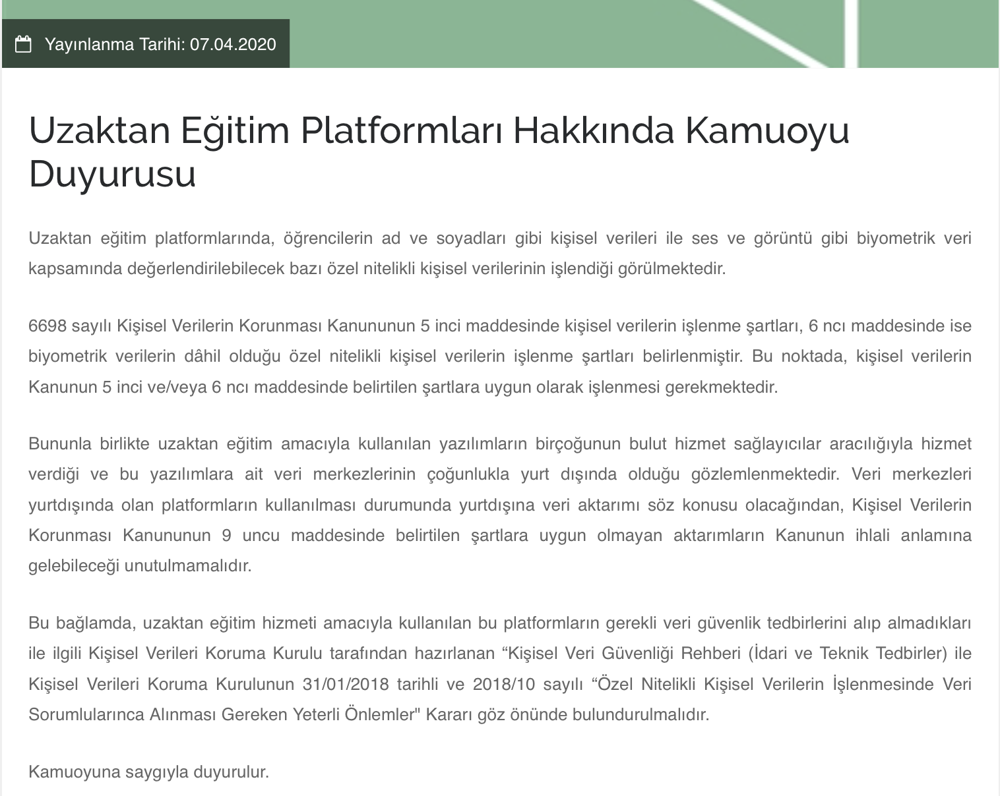 Yayınlanma Tarihi: 07.04.2020
Uzaktan Eğitim Platformları Hakkında Kamuoyu
Duyurusu
Uzaktan eğitim platformlarında, öğrencilerin ad ve soyadları gibi kişisel verileri ile ses ve görüntü gibi biyometrik veri
kapsamında değerlendirilebilecek bazı özel nitelikli kişisel verilerinin işlendiği görülmektedir.
6698 sayılı Kişisel Verilerin Korunması Kanununun 5 inci maddesinde kişisel verilerin işlenme şartları, 6 ncı maddesinde ise
biyometrik verilerin dâhil olduğu özel nitelikli kişisel verilerin işlenme şartları belirlenmiştir. Bu noktada, kişisel verilerin
Kanunun 5 inci ve/veya 6 ncı maddesinde belirtilen şartlara uygun olarak işlenmesi gerekmektedir.
Bununla birlikte uzaktan eğitim amacıyla kullanılan yazılımların birçoğunun bulut hizmet sağlayıcılar aracılığıyla hizmet
verdiği ve bu yazılımlara ait veri merkezlerinin çoğunlukla yurt dışında olduğu gözlemlenmektedir. Veri merkezleri
yurtdışında olan platformların kullanılması durumunda yurtdışına veri aktarımı söz konusu olacağından, Kişisel Verilerin
Korunması Kanununun 9 uncu maddesinde belirtilen şartlara uygun olmayan aktarımların Kanunun ihlali anlamına
gelebileceği unutulmamalıdır.
Bu bağlamda, uzaktan eğitim hizmeti amacıyla kullanılan bu platformların gerekli veri güvenlik tedbirlerini alıp almadıkları
ile ilgili Kişisel Verileri Koruma Kurulu tarafından hazırlanan “Kişisel Veri Güvenliği Rehberi (İdari ve Teknik Tedbirler) ile
Kişisel Verileri Koruma Kurulunun 31/01/2018 tarihli ve 2018/10 sayılı “Özel Nitelikli Kişisel Verilerin İşlenmesinde Veri
Sorumlularınca Alınması Gereken Yeterli Önlemler" Kararı göz önünde bulundurulmalıdır.
Kamuoyuna saygıyla duyurulur.